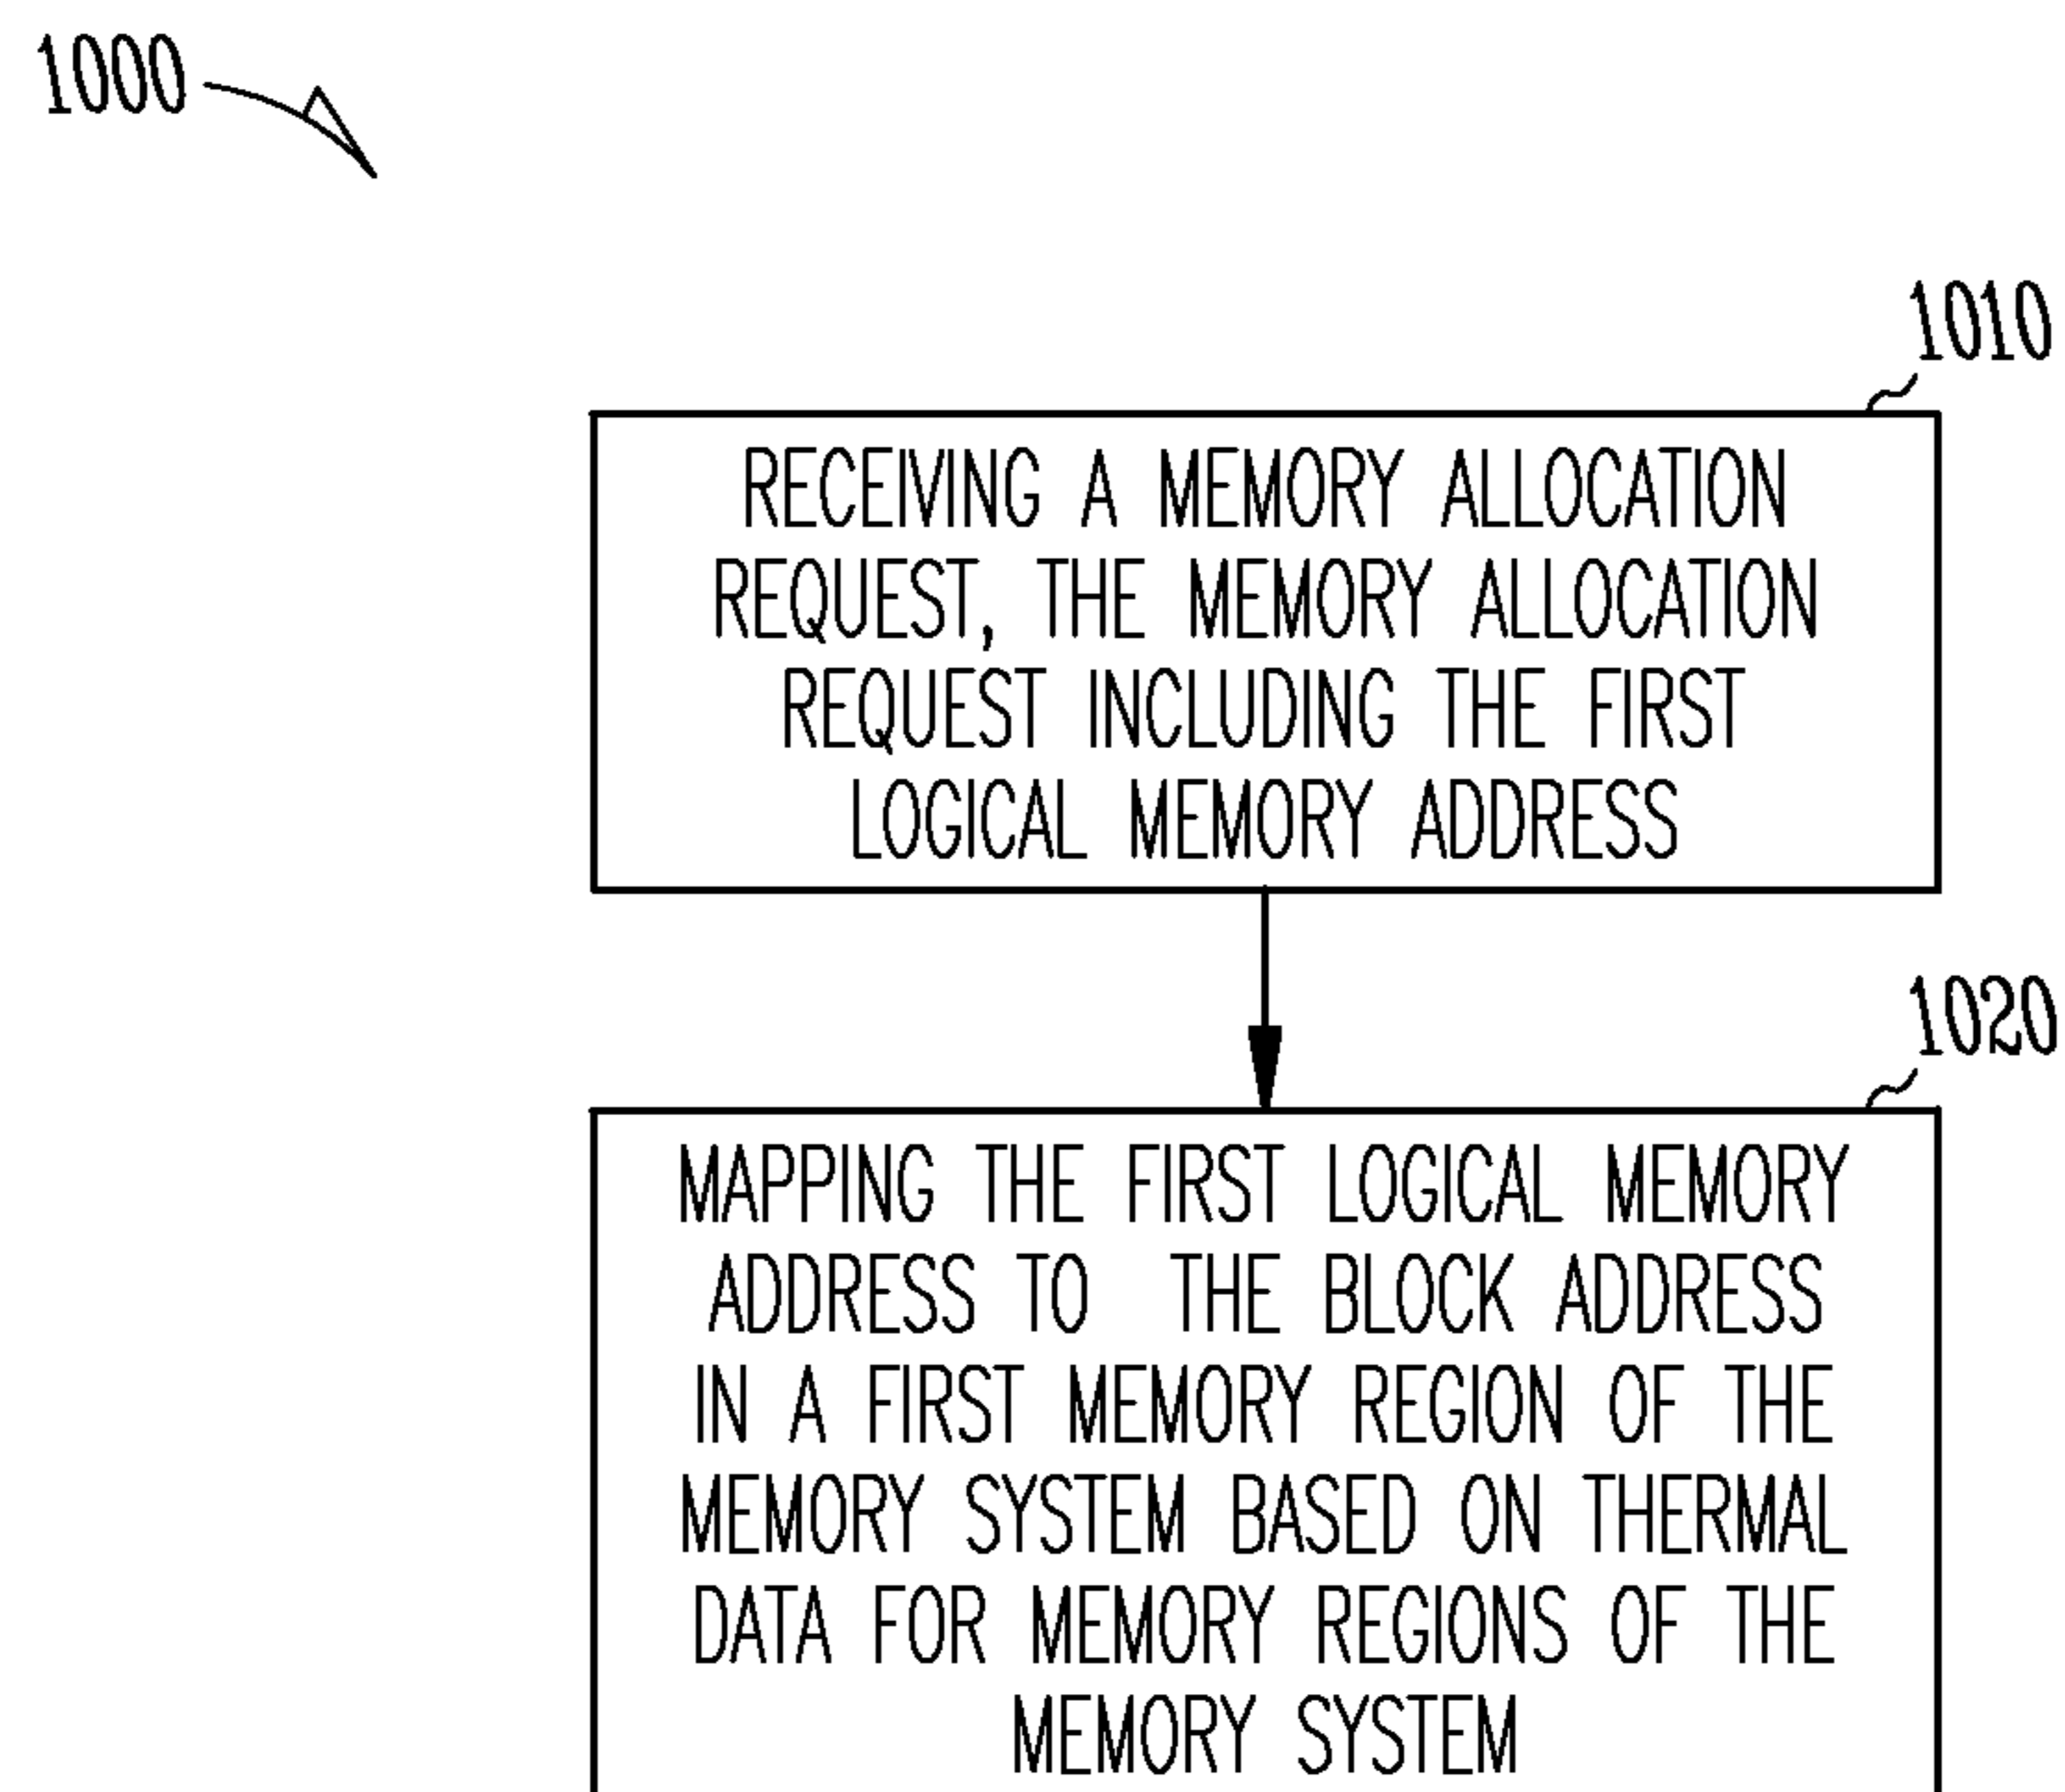 1000
1010
RECEIVING A MEMORY ALLOCATION
REQUEST, THE MEMORY ALLOCATION
REQUEST INCLUDING THE FIRST
LOGICAL MEMORY ADDRESS
1020
MAPPING THE FIRST LOGICAL MEMORY
ADDRESS TO THE BLOCK ADDRESS
IN A FIRST MEMORY REGION OF THE
MEMORY SYSTEM BASED ON THERMAL
DATA FOR MEMORY REGIONS OF THE
MEMORY SYSTEM